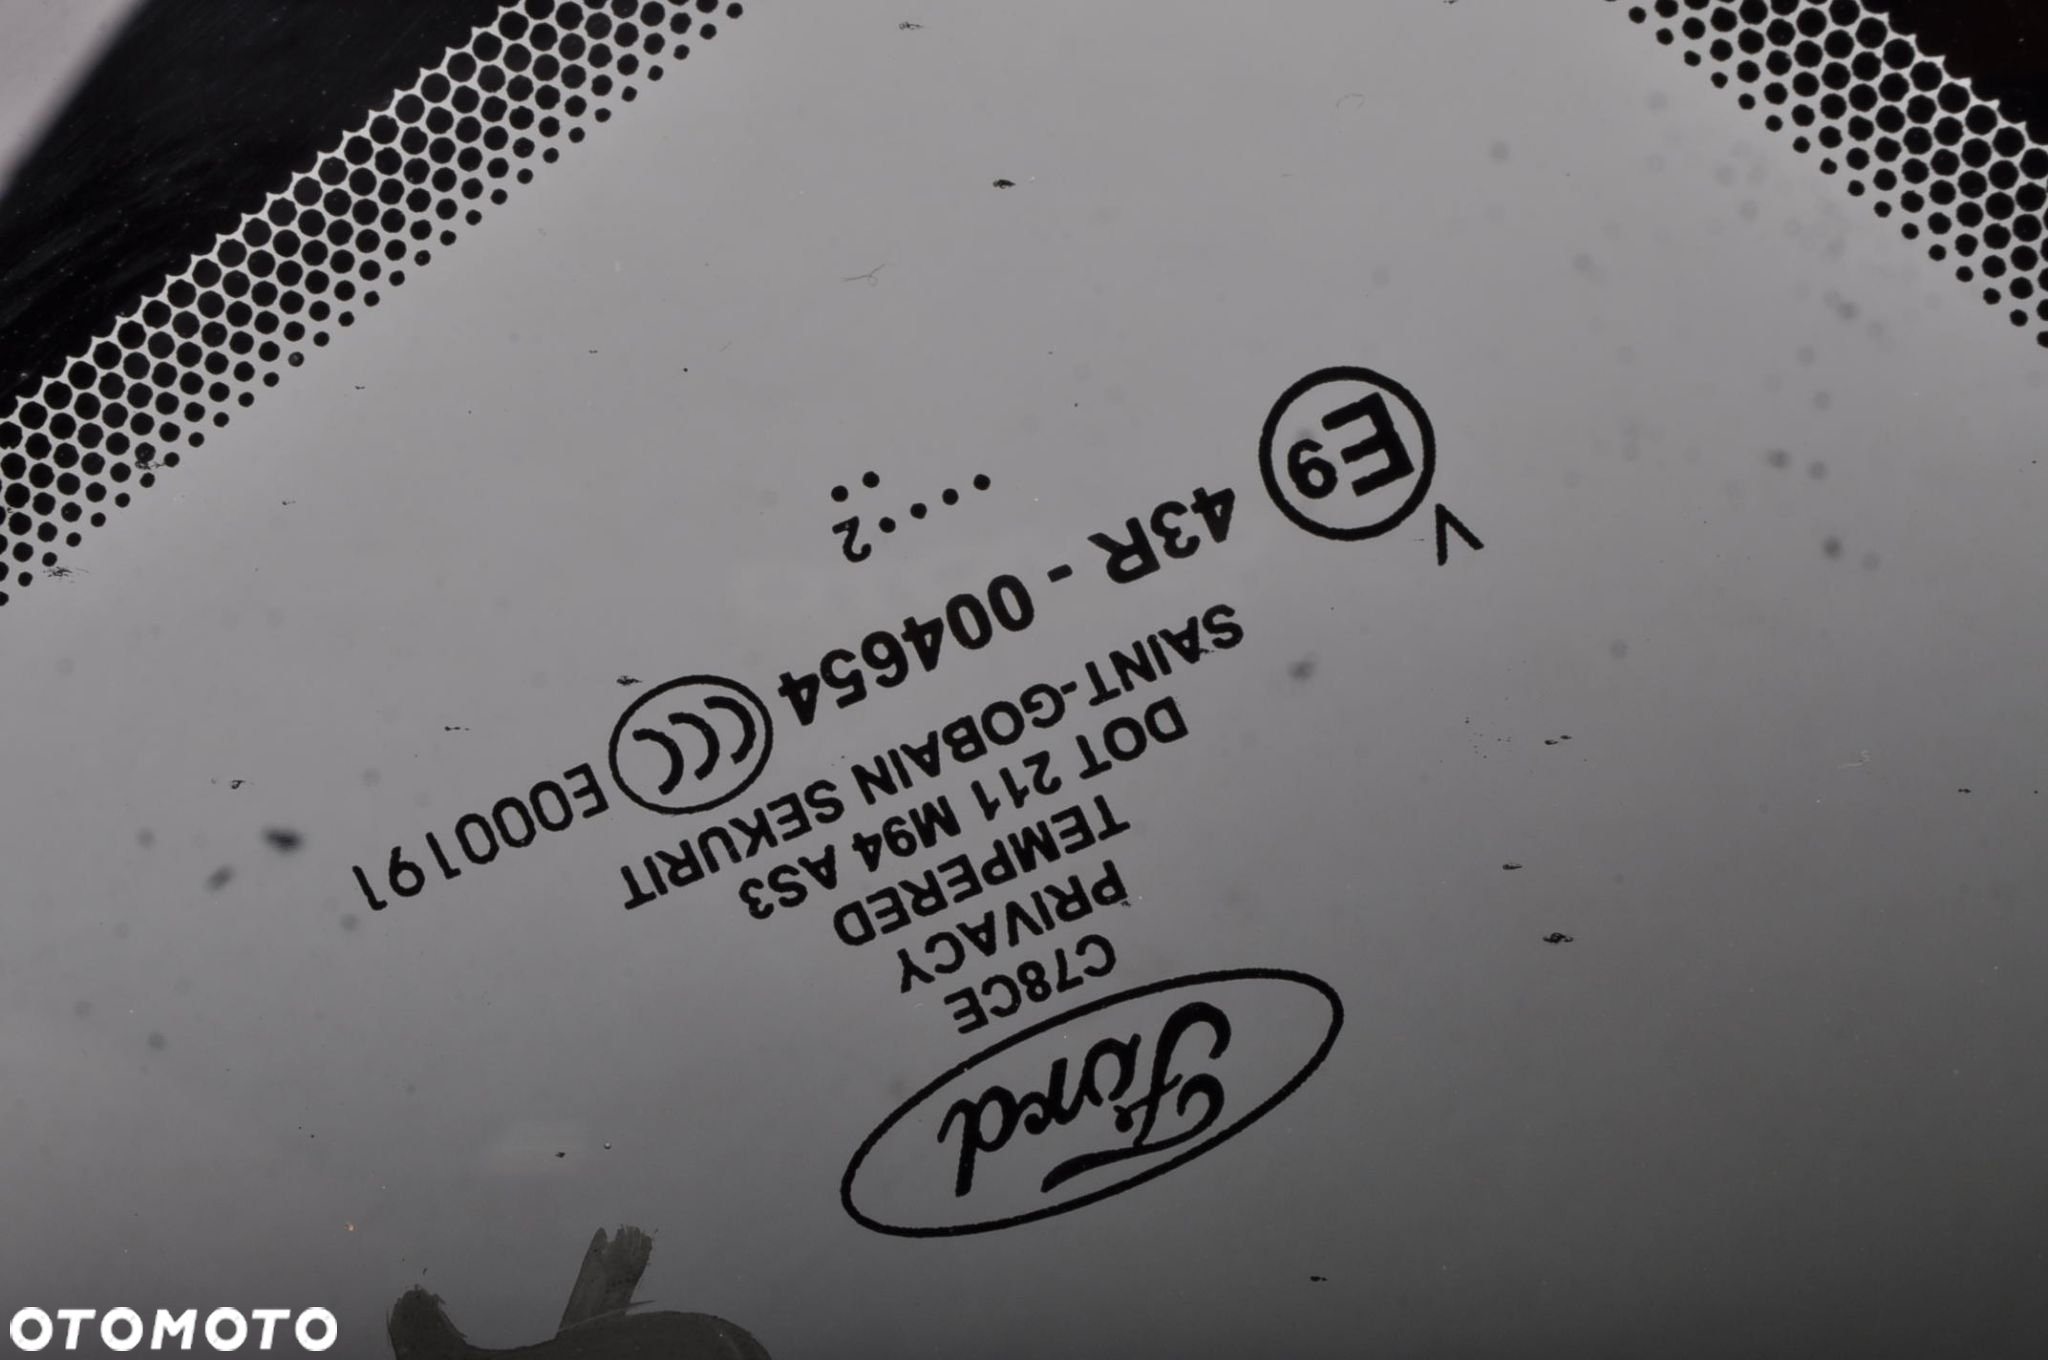 Ford
C78CE
PRIVACY
TEMPERED
DOT 211 M94 AS3
SAINT-GOBAIN SEKURIT
43R - 004654 CCC E000191
V
E9
.....2
..
OTOMOTO